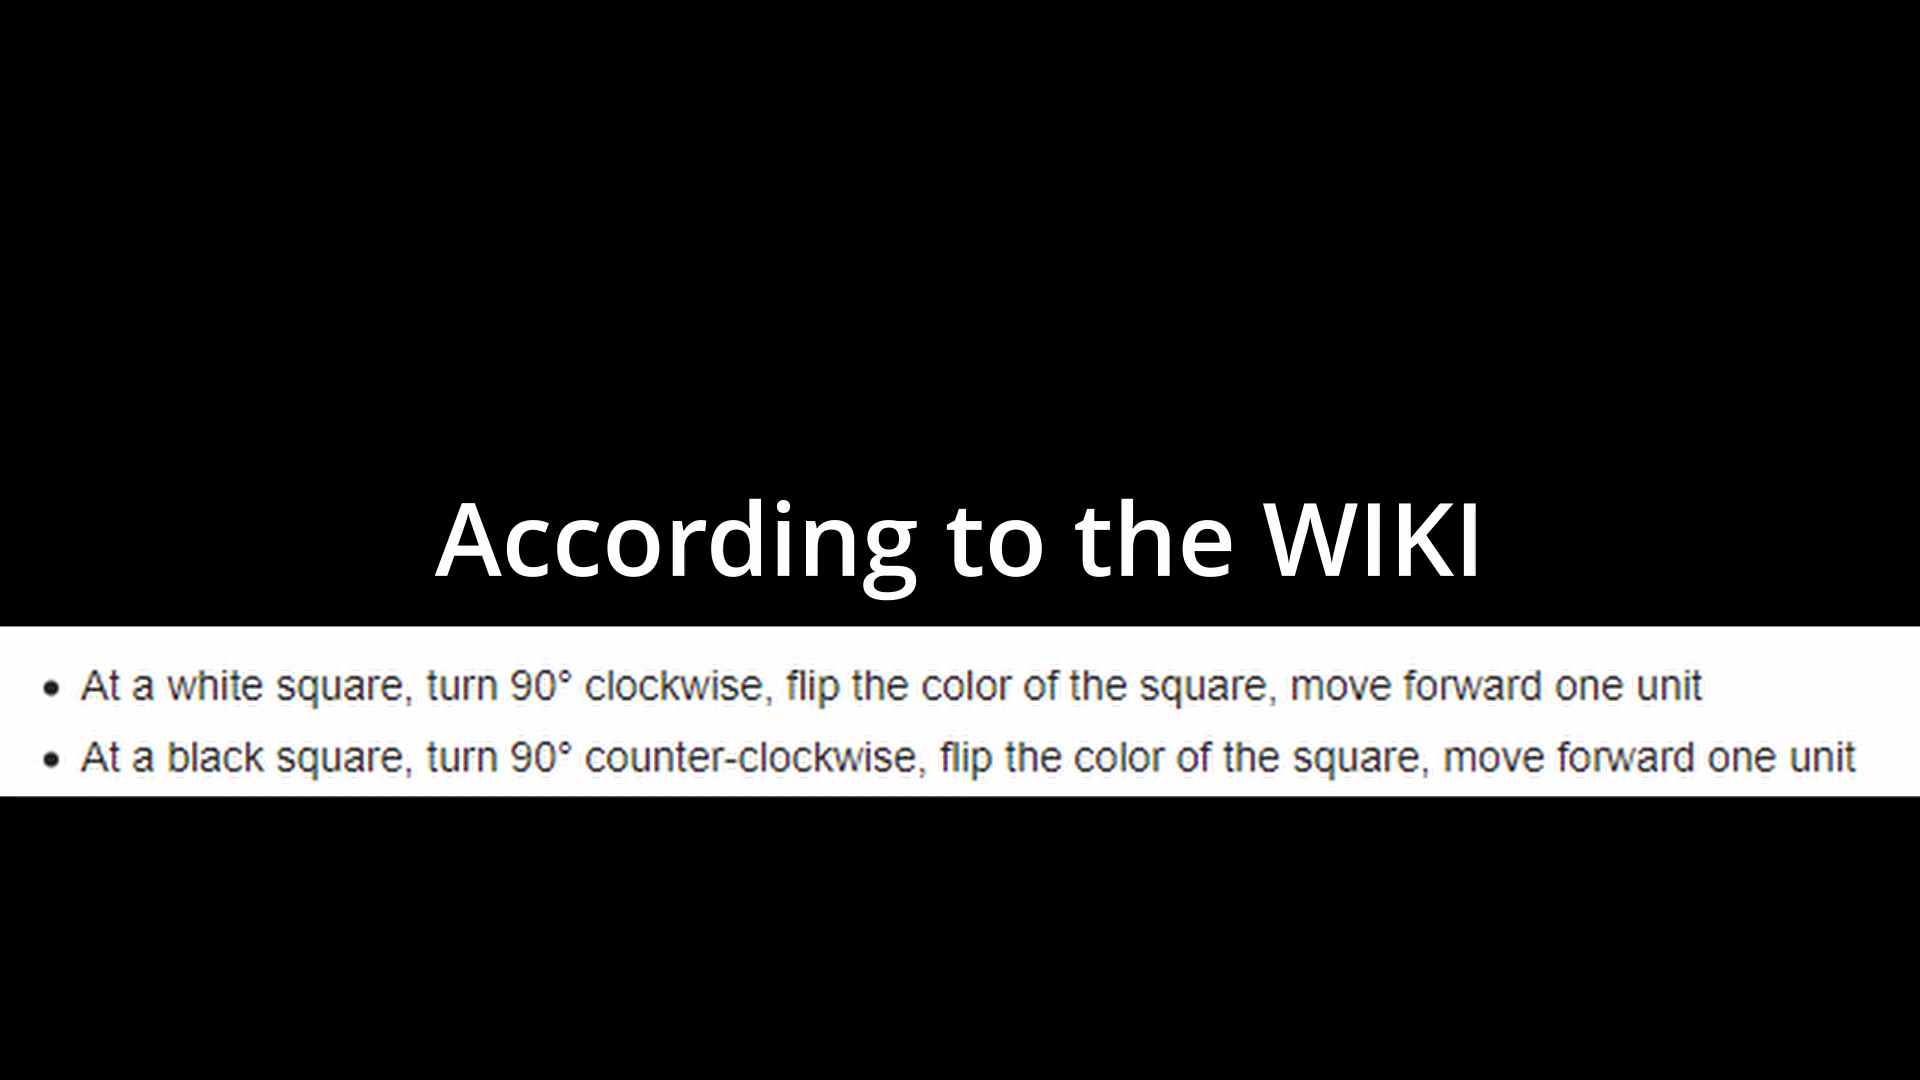 According to the WIKI
• At a white square, turn 90° clockwise, flip the color of the square, move forward one unit
• At a black square, turn 90° counter-clockwise, flip the color of the square, move forward one unit